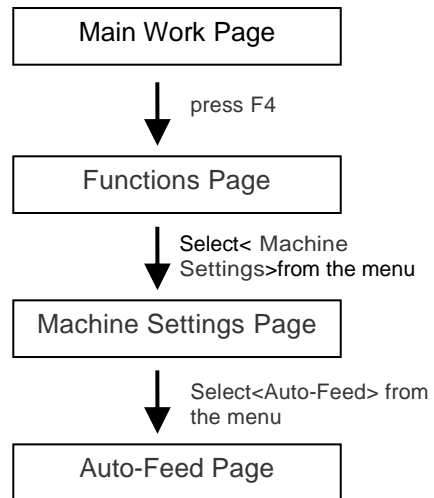 Main Work Page
press F4
Functions Page
Select< Machine
Settings>from the menu
Machine Settings Page
Select<Auto-Feed> from
the menu
Auto-Feed Page